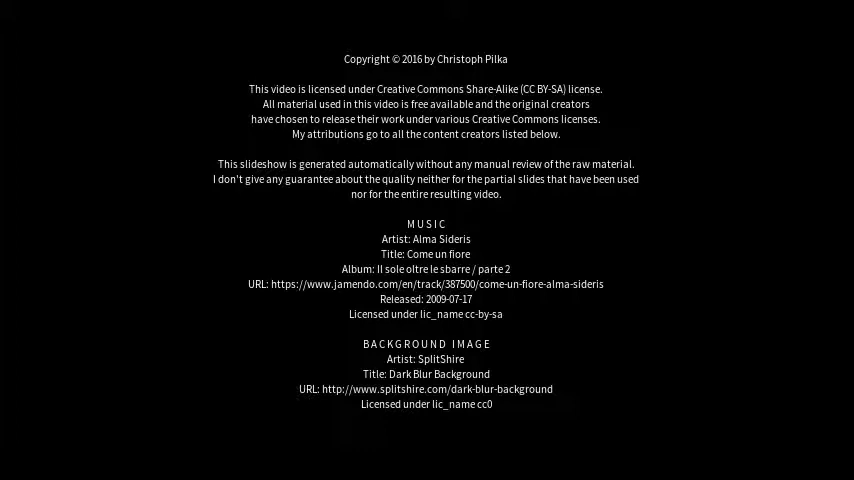 Copyright © 2016 by Christoph Pilka
This video is licensed under Creative Commons Share-Alike (CC BY-SA) license.
All material used in this video is free available and the original creators
have chosen to release their work under various Creative Commons licenses.
My attributions go to all the content creators listed below.
This slideshow is generated automatically without any manual review of the raw material.
I don't give any guarantee about the quality neither for the partial slides that have been used
nor for the entire resulting video.
MUSIC
Artist: Alma Sideris
Title: Come un fiore
Album: Il sole oltre le sbarre / parte 2
URL: https://www.jamendo.com/en/track/387500/come-un-fiore-alma-sideris
Released: 2009-07-17
Licensed under lic_name cc-by-sa
BACKGROUND IMAGE
Artist: SplitShire
Title: Dark Blur Background
URL: http://www.splitshire.com/dark-blur-background
Licensed under lic_name cc0